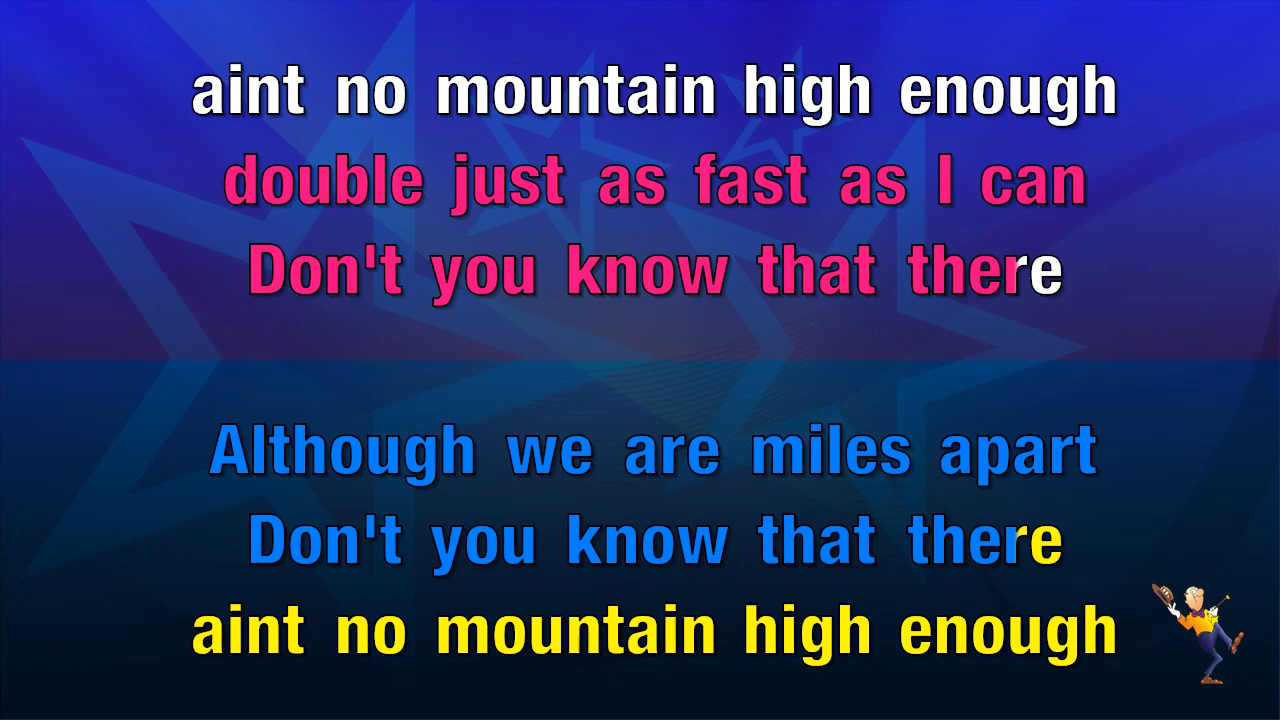 aint no mountain high enough
double just as fast as I can
Don't you know that there
Although we are miles apart
Don't you know that there
aint no mountain high enough